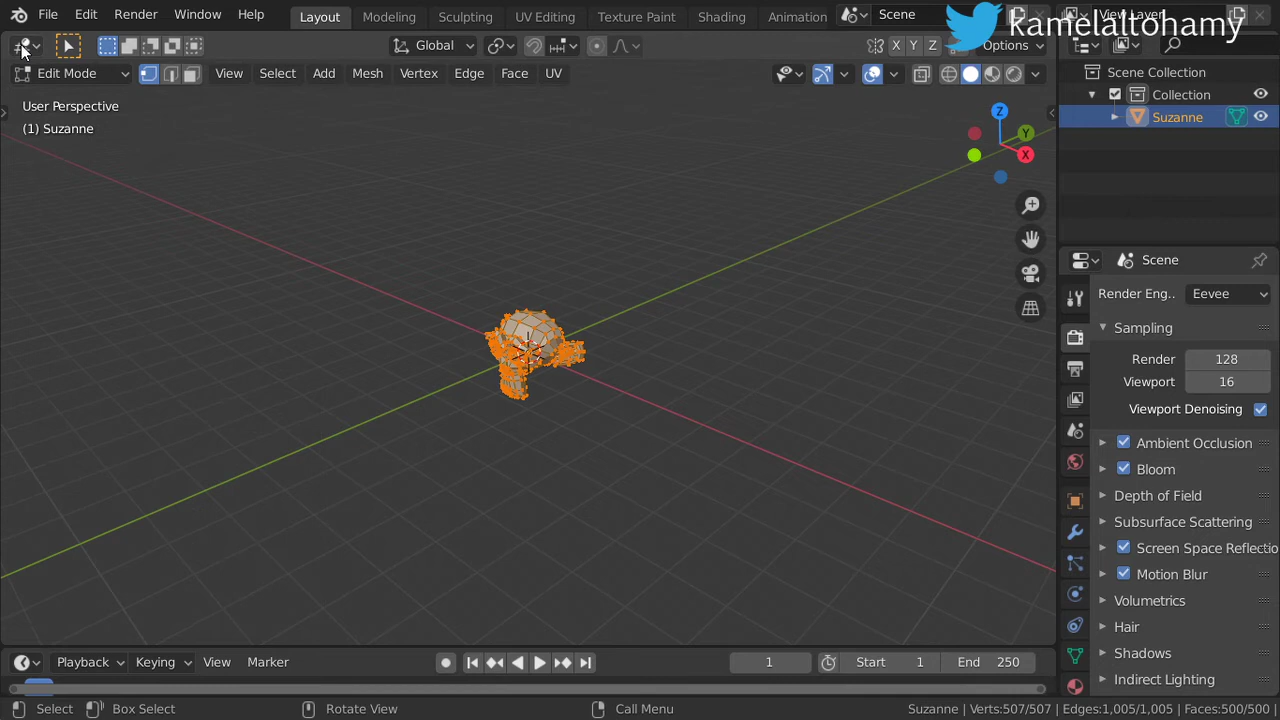 File Edit Render Window Help Layout Modeling Sculpting UV Editing Texture Paint Shading Animation Scene View Layer
kamelaltohamy
Global Options
Edit Mode View Select Add Mesh Vertex Edge Face UV
X Y Z
User Perspective
(1) Suzanne
Z
Y
X
Scene Collection
Collection
Suzanne
Scene
Render Eng.. Eevee
Sampling
Render 128
Viewport 16
Viewport Denoising
Ambient Occlusion
Bloom
Depth of Field
Subsurface Scattering
Screen Space Reflectio
Motion Blur
Volumetrics
Hair
Shadows
Indirect Lighting
Playback Keying View Marker 1 Start 1 End 250
Select Box Select Rotate View Call Menu Suzanne | Verts:507/507 | Edges:1,005/1,005 | Faces:500/500 |